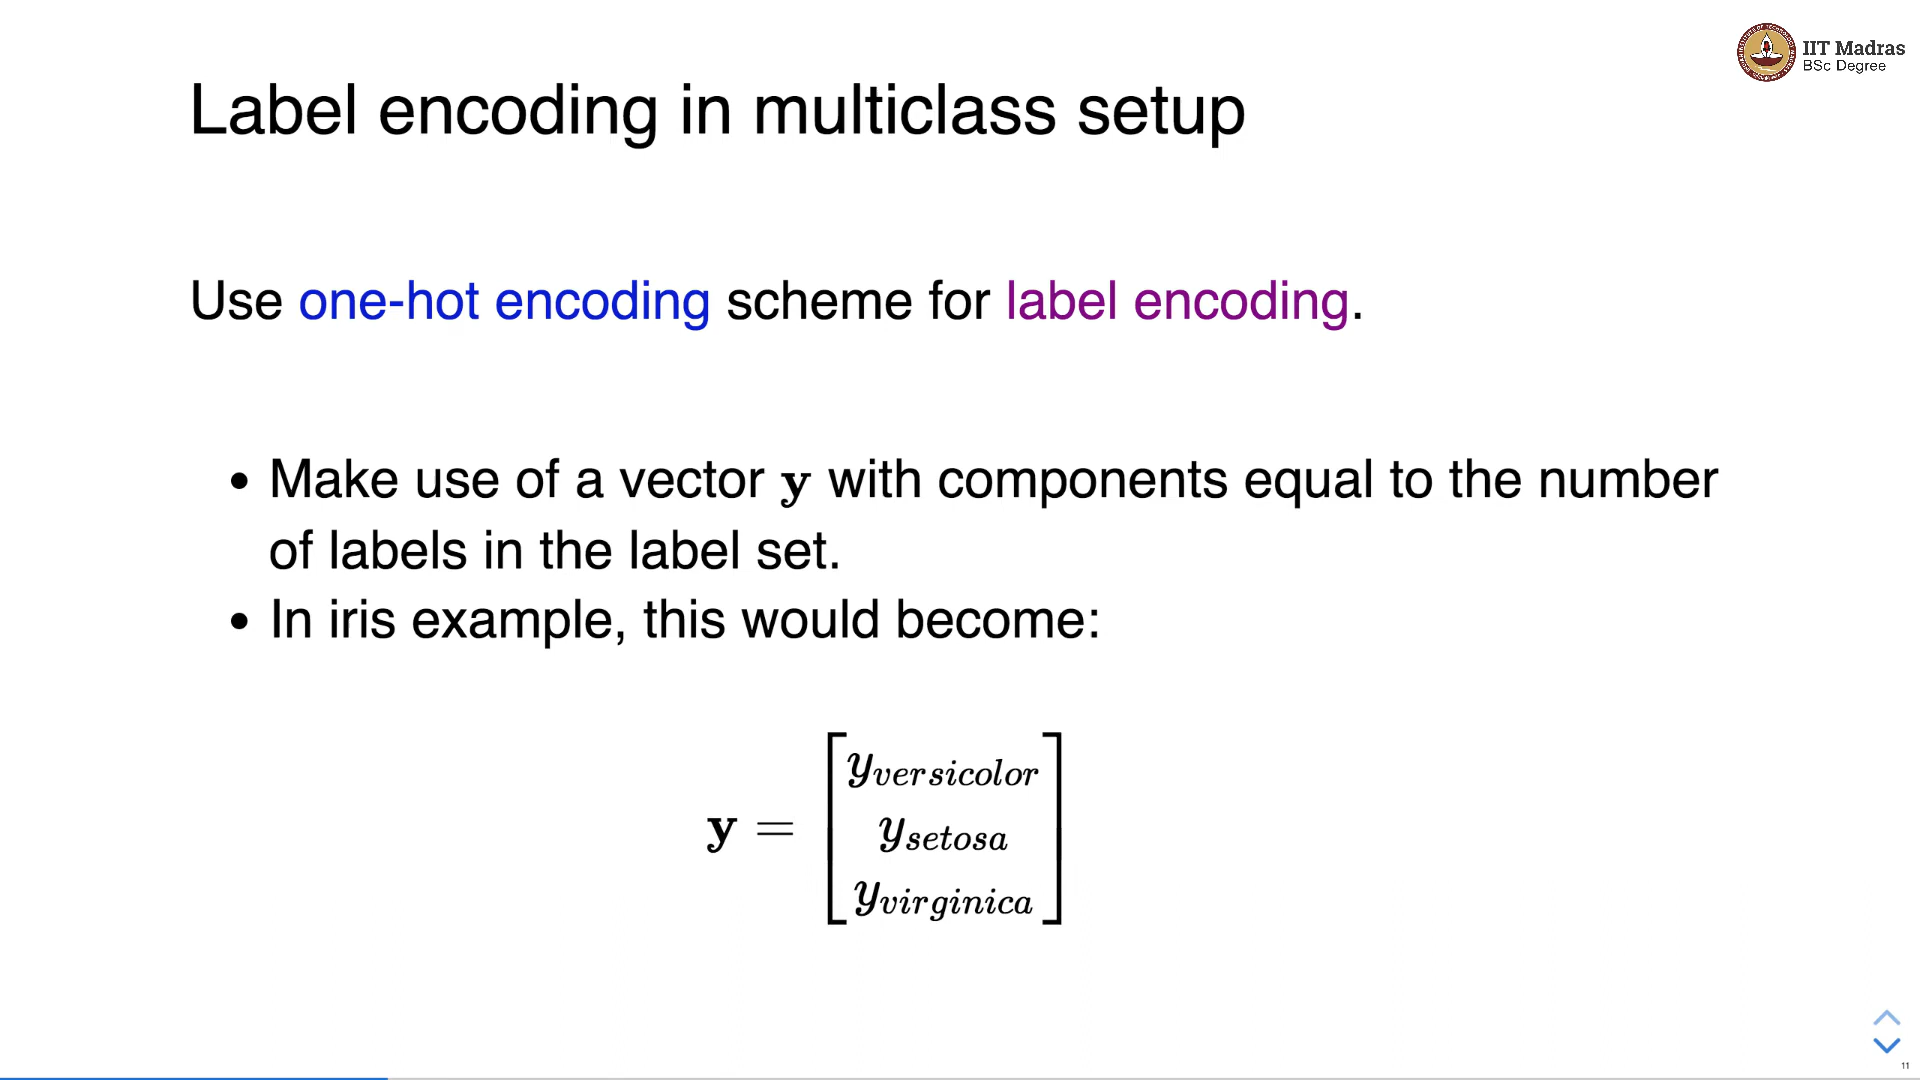 IIT Madras
BSc Degree
Label encoding in multiclass setup
Use one-hot encoding scheme for label encoding.
• Make use of a vector y with components equal to the number
of labels in the label set.
• In iris example, this would become:
y = [y_versicolor
y_setosa
y_virginica]
11